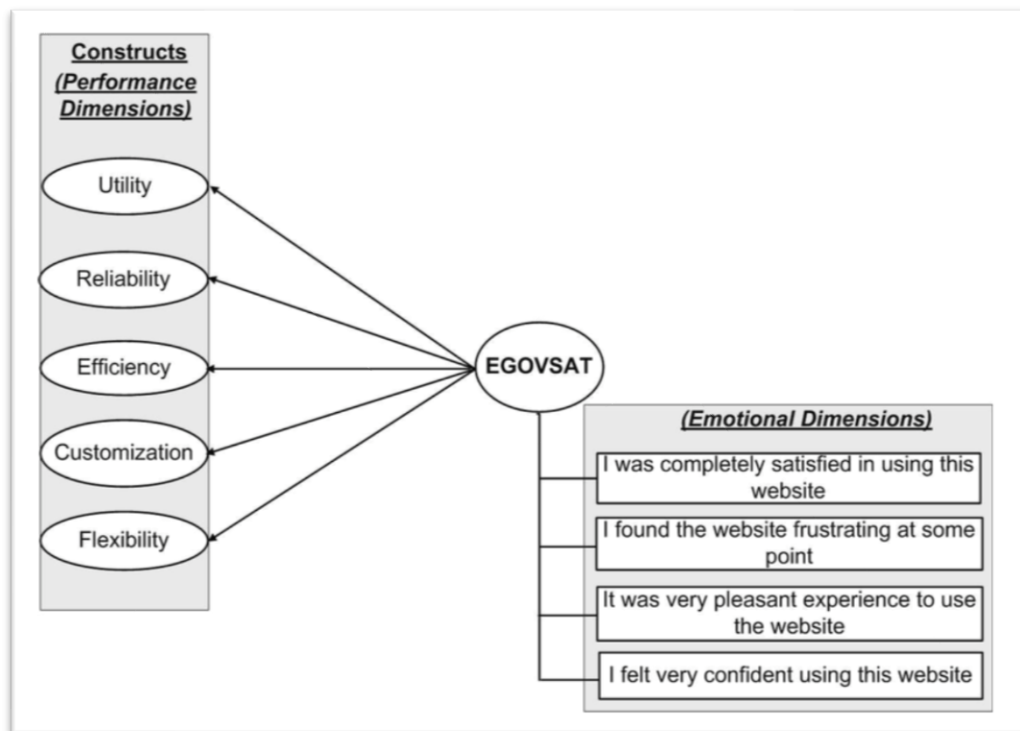 Constructs
(Performance
Dimensions)
Utility
Reliability
Efficiency
Customization
Flexibility
EGOVSAT
(Emotional Dimensions)
I was completely satisfied in using this
website
I found the website frustrating at some
point
It was very pleasant experience to use
the website
I felt very confident using this website